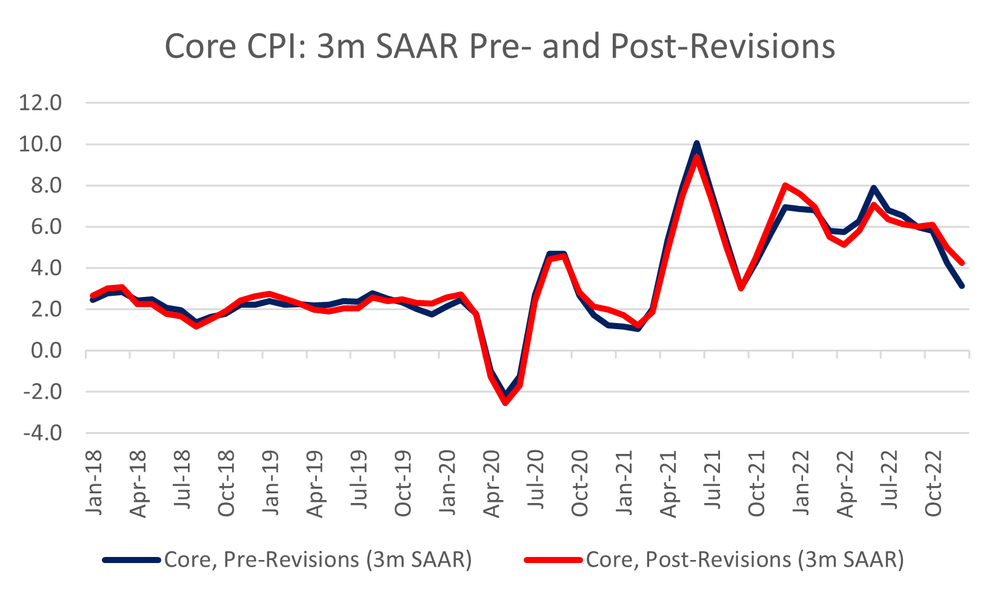 Core CPI: 3m SAAR Pre- and Post-Revisions
12.0
10.0
8.0
6.0
4.0
2.0
0.0
-2.0
-4.0
Jan-18
Apr-18
Jul-18
Oct-18
Jan-19
Apr-19
Jul-19
Oct-19
Jan-20
Apr-20
Jul-20
Oct-20
Jan-21
Apr-21
Jul-21
Oct-21
Jan-22
Apr-22
Jul-22
Oct-22
Core, Pre-Revisions (3m SAAR)
Core, Post-Revisions (3m SAAR)